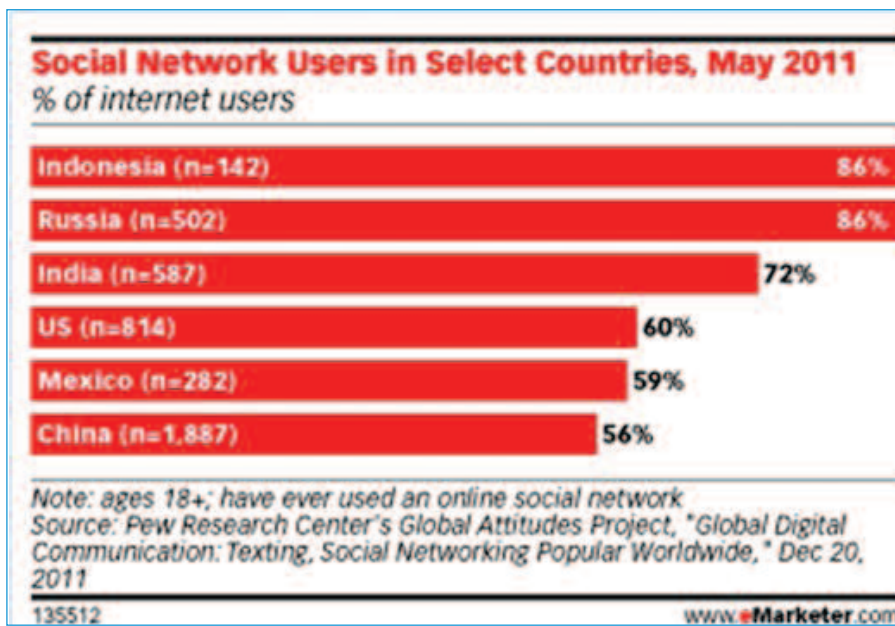 Social Network Users in Select Countries, May 2011
% of internet users
Indonesia (n=142) 86%
Russia (n=502) 86%
India (n=587) 72%
US (n=814) 60%
Mexico (n=282) 59%
China (n=1,887) 56%
Note: ages 18+; have ever used an online social network
Source: Pew Research Center's Global Attitudes Project, "Global Digital
Communication: Texting, Social Networking Popular Worldwide," Dec 20,
2011
135512 www.eMarketer.com